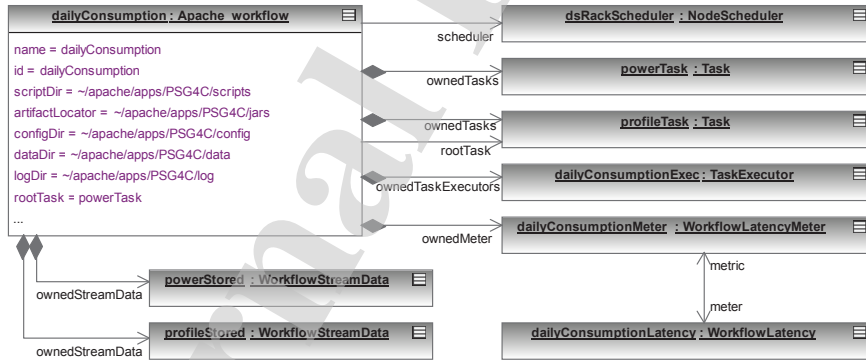 dailyConsumption : Apache_workflow
name = dailyConsumption
id = dailyConsumption
scriptDir = ~/apache/apps/PSG4C/scripts
artifactLocator = ~/apache/apps/PSG4C/jars
configDir = ~/apache/apps/PSG4C/config
dataDir = ~/apache/apps/PSG4C/data
logDir = ~/apache/apps/PSG4C/log
rootTask = powerTask
...
scheduler
dsRackScheduler : NodeScheduler
ownedTasks
powerTask : Task
ownedTasks
profileTask : Task
rootTask
ownedTaskExecutors
dailyConsumptionExec : TaskExecutor
ownedMeter
dailyConsumptionMeter : WorkflowLatencyMeter
metric
meter
dailyConsumptionLatency : WorkflowLatency
ownedStreamData
powerStored : WorkflowStreamData
ownedStreamData
profileStored : WorkflowStreamData